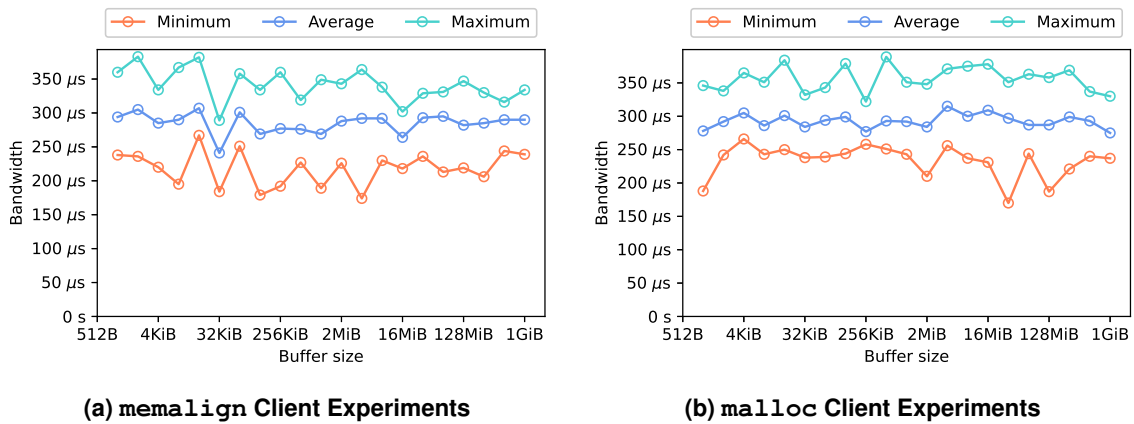 Minimum Average Maximum
350 µs
300 µs
250 µs
200 µs
150 µs
100 µs
50 µs
0 s
Bandwidth
512B 4KiB 32KiB 256KiB 2MiB 16MiB 128MiB 1GiB
Buffer size
(a) memalign Client Experiments
Minimum Average Maximum
350 µs
300 µs
250 µs
200 µs
150 µs
100 µs
50 µs
0 s
Bandwidth
512B 4KiB 32KiB 256KiB 2MiB 16MiB 128MiB 1GiB
Buffer size
(b) malloc Client Experiments